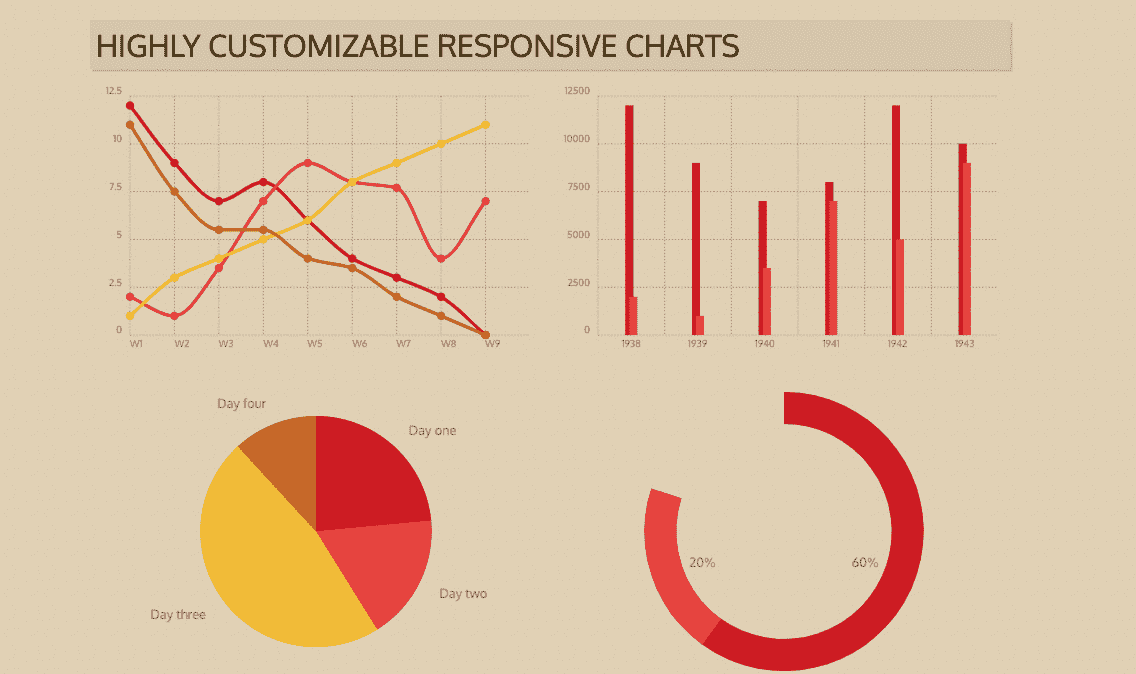 HIGHLY CUSTOMIZABLE RESPONSIVE CHARTS
12.5
10
7.5
5
2.5
0
W1 W2 W3 W4 W5 W6 W7 W8 W9
12500
10000
7500
5000
2500
0
1938 1939 1940 1941 1942 1943
Day four
Day one
Day two
Day three
20% 60%